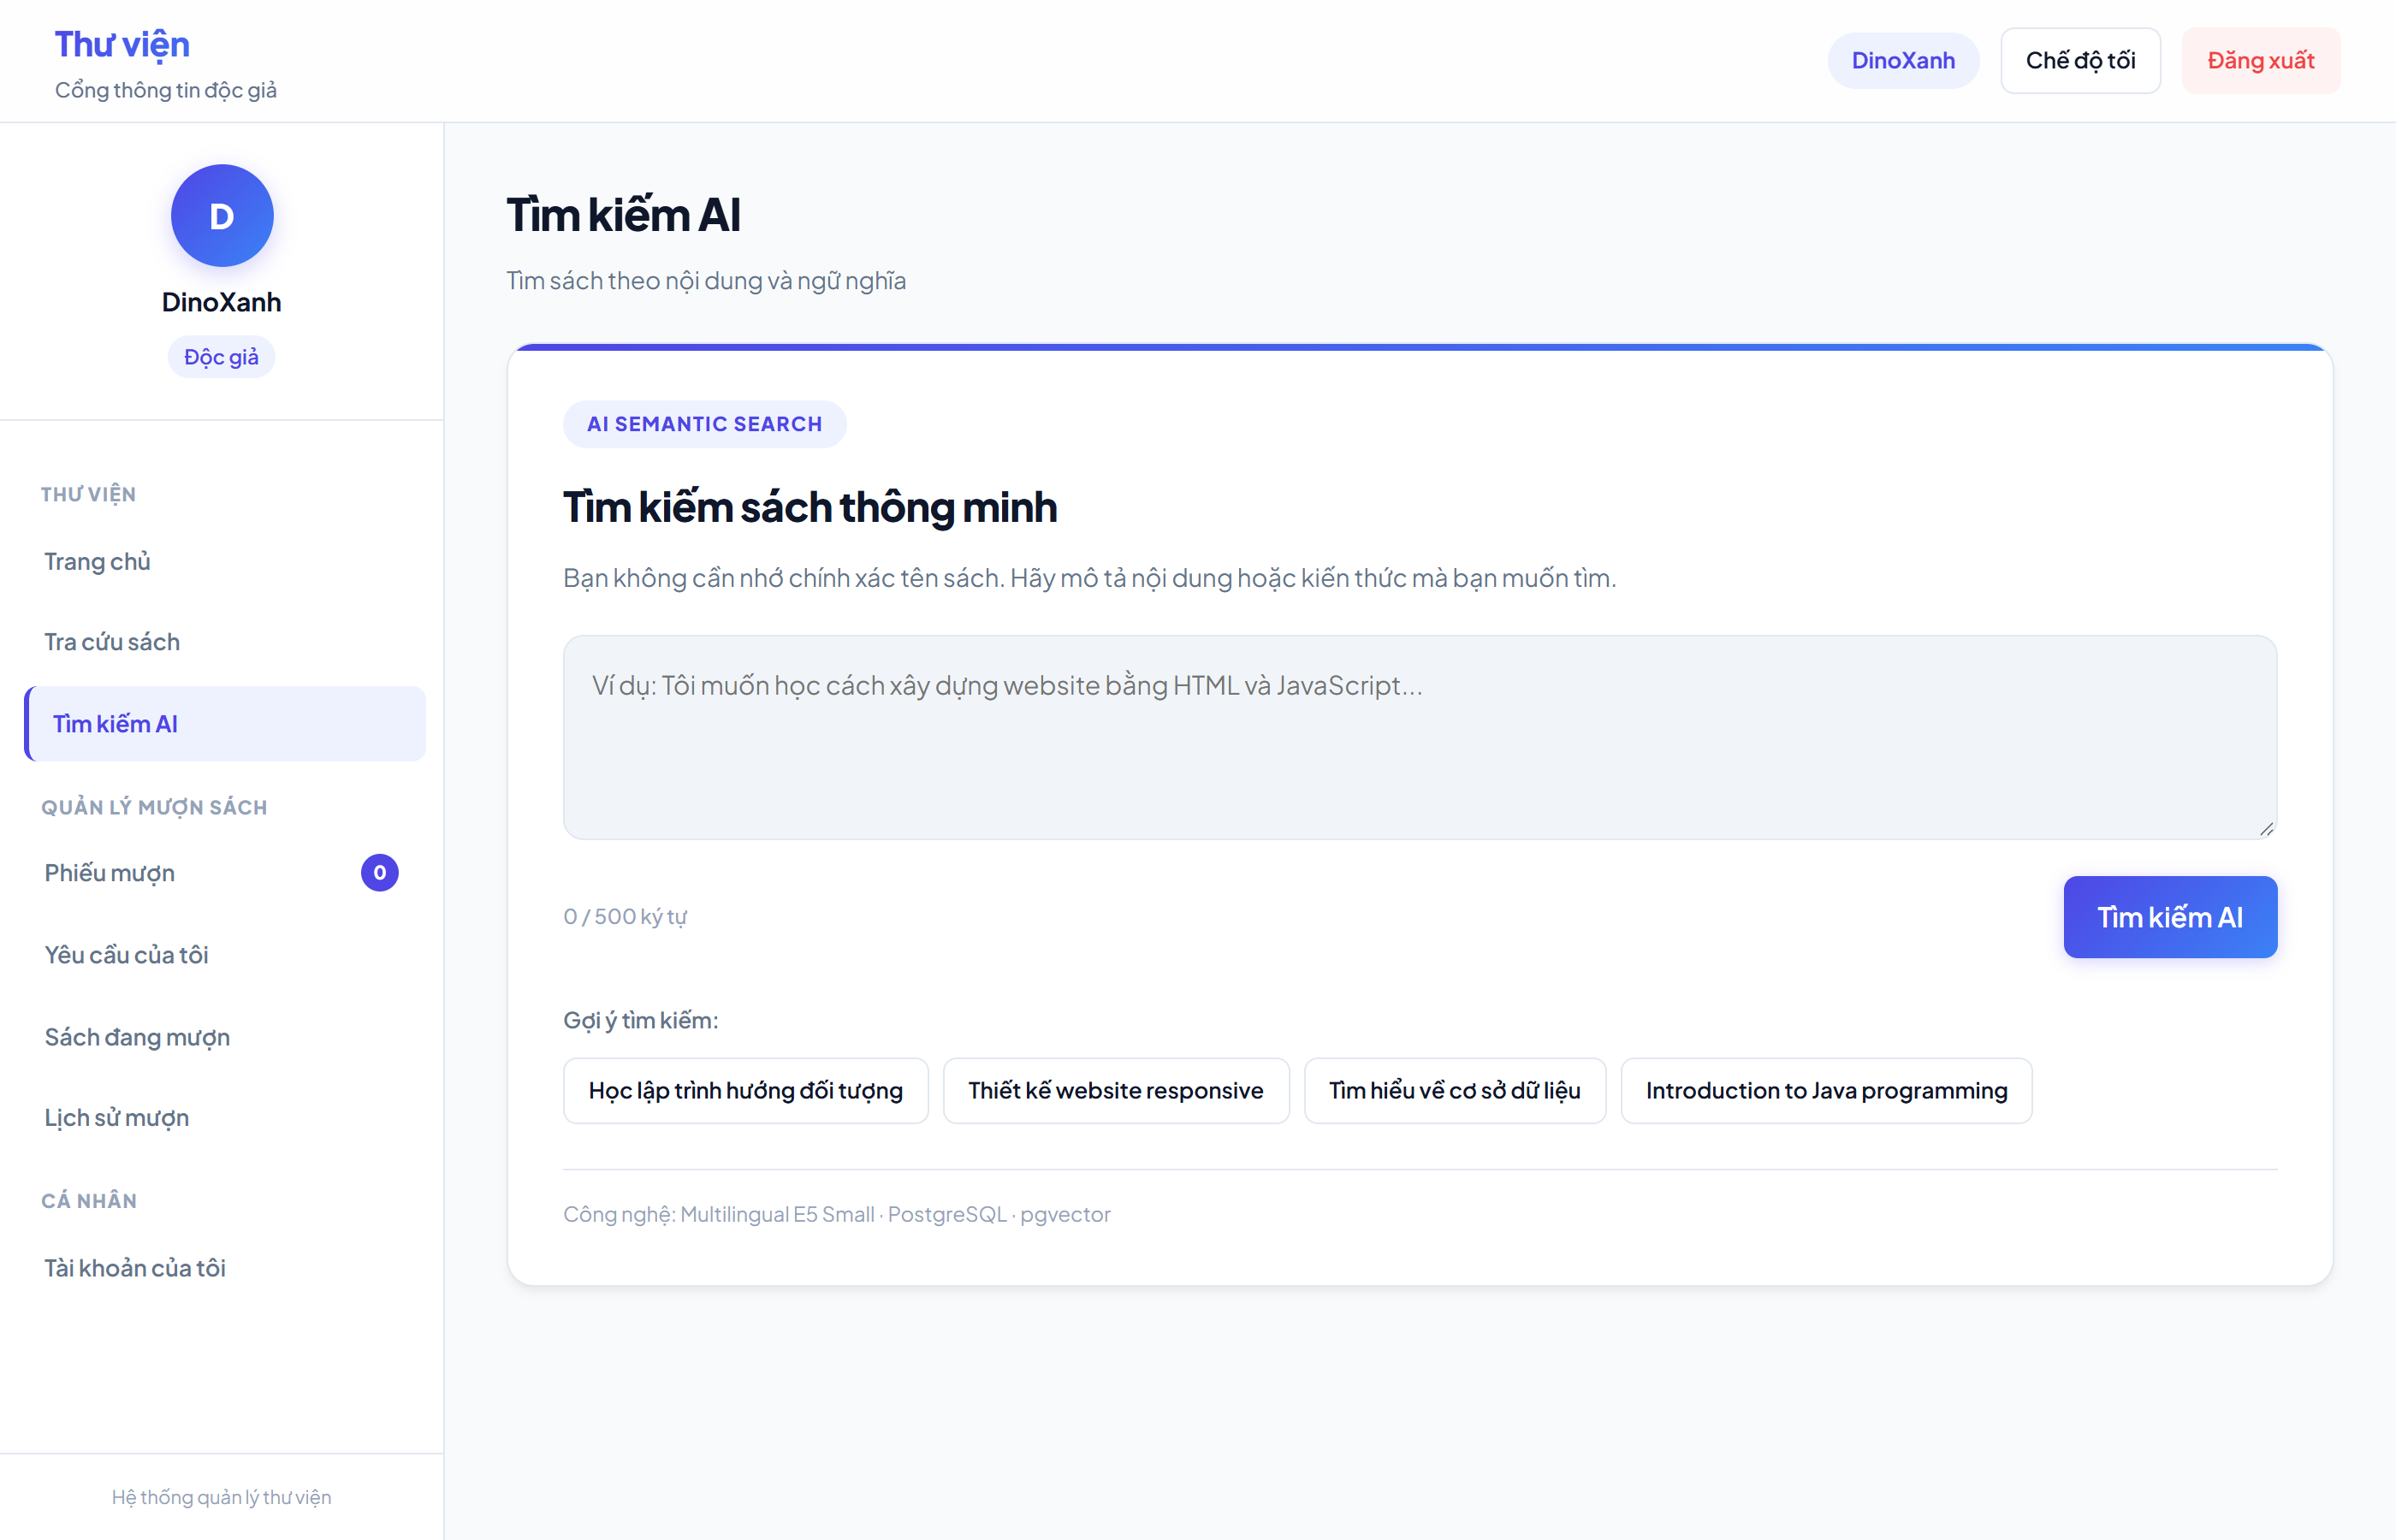 Thư viện
Cổng thông tin độc giả
DinoXanh
Chế độ tối
Đăng xuất
D
DinoXanh
Độc giả
THƯ VIỆN
Trang chủ
Tra cứu sách
Tìm kiếm AI
QUẢN LÝ MƯỢN SÁCH
Phiếu mượn
0
Yêu cầu của tôi
Sách đang mượn
Lịch sử mượn
CÁ NHÂN
Tài khoản của tôi
Hệ thống quản lý thư viện
Tìm kiếm AI
Tìm sách theo nội dung và ngữ nghĩa
AI SEMANTIC SEARCH
Tìm kiếm sách thông minh
Bạn không cần nhớ chính xác tên sách. Hãy mô tả nội dung hoặc kiến thức mà bạn muốn tìm.
Ví dụ: Tôi muốn học cách xây dựng website bằng HTML và JavaScript...
0 / 500 ký tự
Tìm kiếm AI
Gợi ý tìm kiếm:
Học lập trình hướng đối tượng
Thiết kế website responsive
Tìm hiểu về cơ sở dữ liệu
Introduction to Java programming
Công nghệ: Multilingual E5 Small · PostgreSQL · pgvector